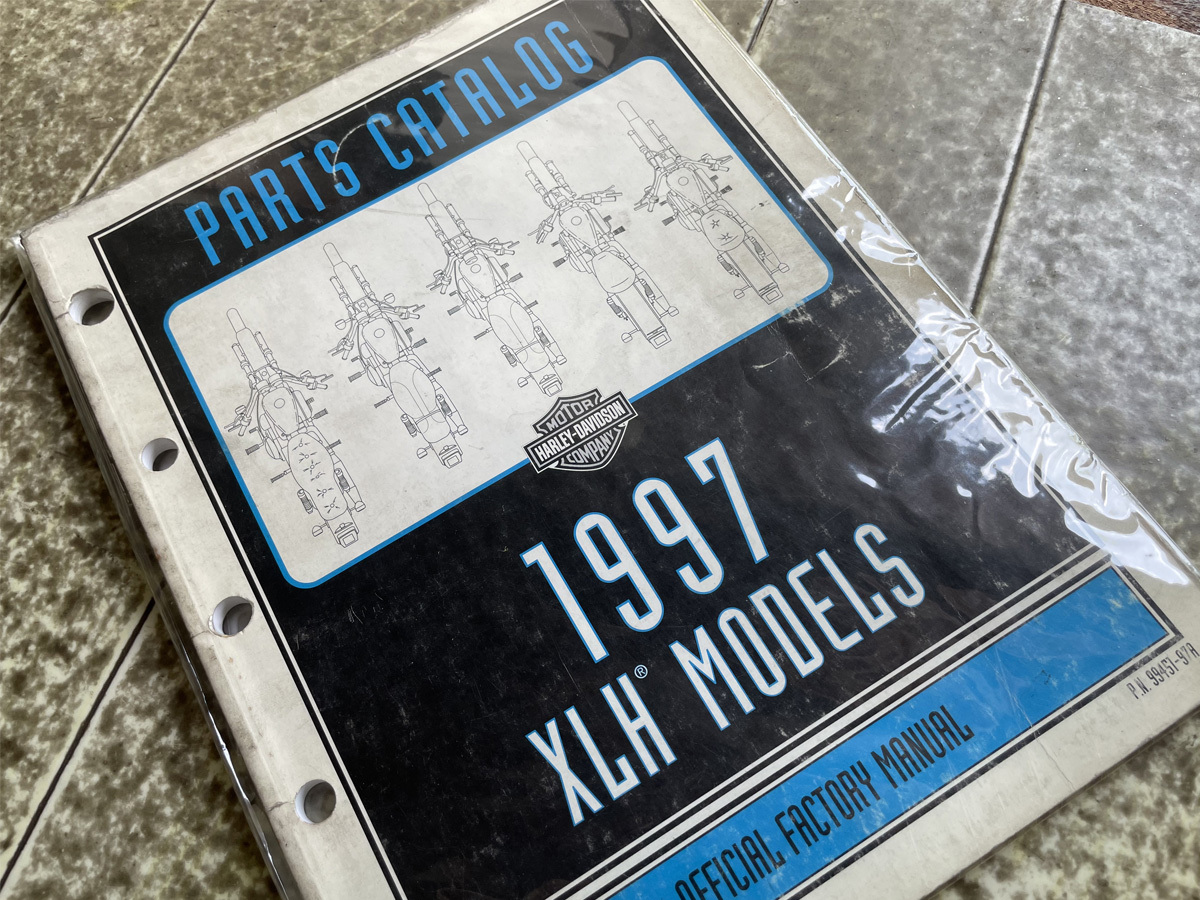 PARTS CATALOG
MOTOR
HARLEY-DAVIDSON
COMPANY
1997
XLH® MODELS
OFFICIAL FACTORY MANUAL
P.N. 99451-97A